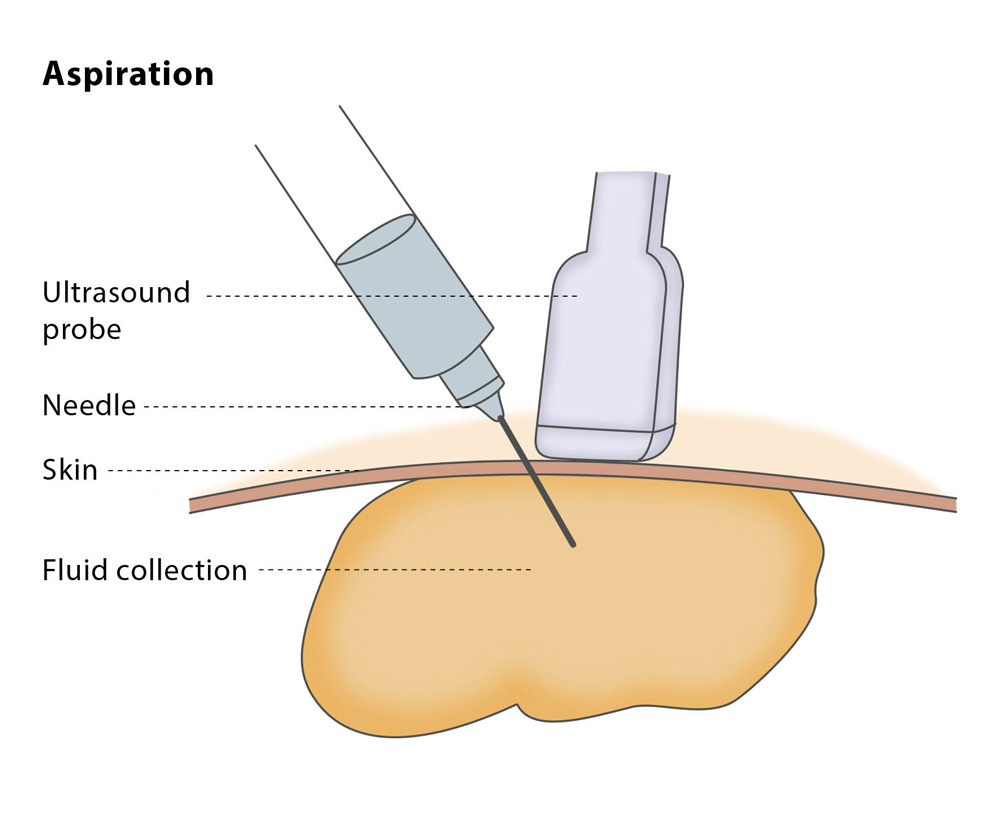 Aspiration
Ultrasound
probe
Needle
Skin
Fluid collection